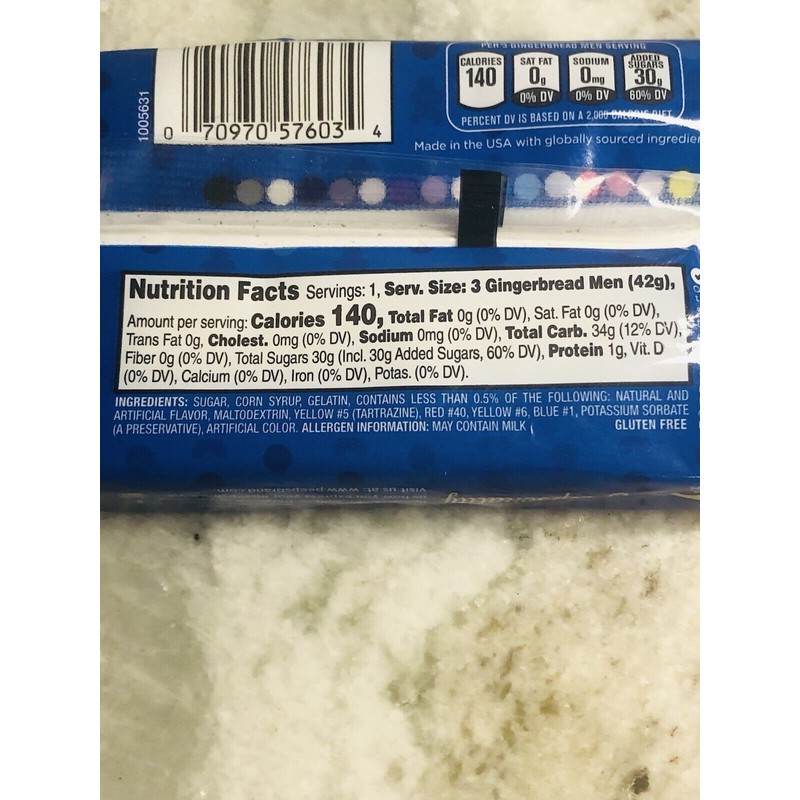 PER 3 GINGERBREAD MEN SERVING
CALORIES 140
SAT FAT 0g 0% DV
SODIUM 0mg 0% DV
ADDED SUGARS 30g 60% DV
PERCENT DV IS BASED ON A 2,000 CALORIE DIET
1005631
0 70970 57603 4
Made in the USA with globally sourced ingredien
Nutrition Facts Servings: 1, Serv. Size: 3 Gingerbread Men (42g),
Amount per serving: Calories 140, Total Fat 0g (0% DV), Sat. Fat 0g (0% DV),
Trans Fat 0g, Cholest. 0mg (0% DV), Sodium 0mg (0% DV), Total Carb. 34g (12% DV),
Fiber 0g (0% DV), Total Sugars 30g (Incl. 30g Added Sugars, 60% DV), Protein 1g, Vit. D
(0% DV), Calcium (0% DV), Iron (0% DV), Potas. (0% DV).
INGREDIENTS: SUGAR, CORN SYRUP, GELATIN, CONTAINS LESS THAN 0.5% OF THE FOLLOWING: NATURAL AND
ARTIFICIAL FLAVOR, MALTODEXTRIN, YELLOW #5 (TARTRAZINE), RED #40, YELLOW #6, BLUE #1, POTASSIUM SORBATE
(A PRESERVATIVE), ARTIFICIAL COLOR. ALLERGEN INFORMATION: MAY CONTAIN MILK GLUTEN FREE
visit us at: www.peepsbrand.com